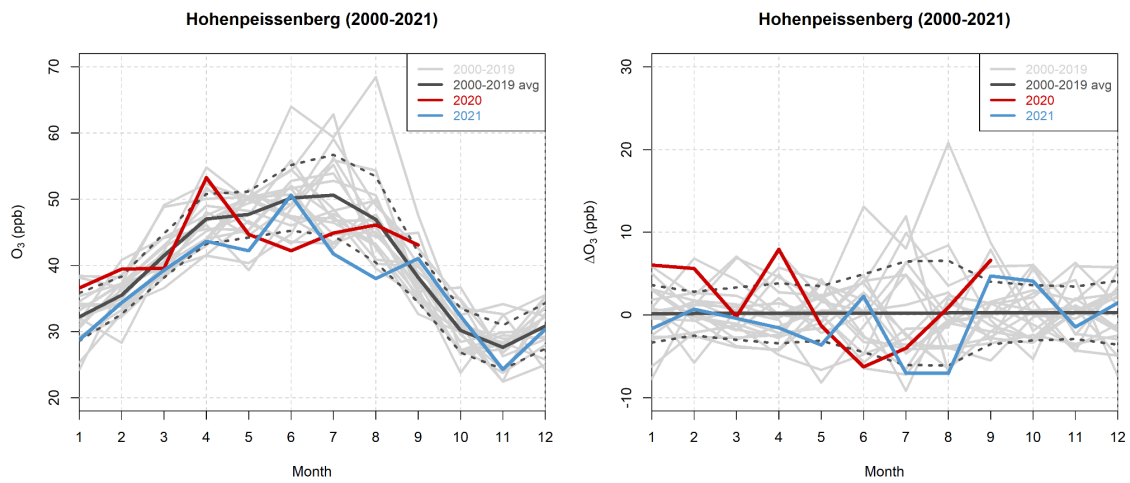 Hohenpeissenberg (2000-2021)
O3 (ppb)
70
60
50
40
30
20
2000-2019
2000-2019 avg
2020
2021
1 2 3 4 5 6 7 8 9 10 11 12
Month
Hohenpeissenberg (2000-2021)
ΔO3 (ppb)
30
20
10
0
-10
2000-2019
2000-2019 avg
2020
2021
1 2 3 4 5 6 7 8 9 10 11 12
Month